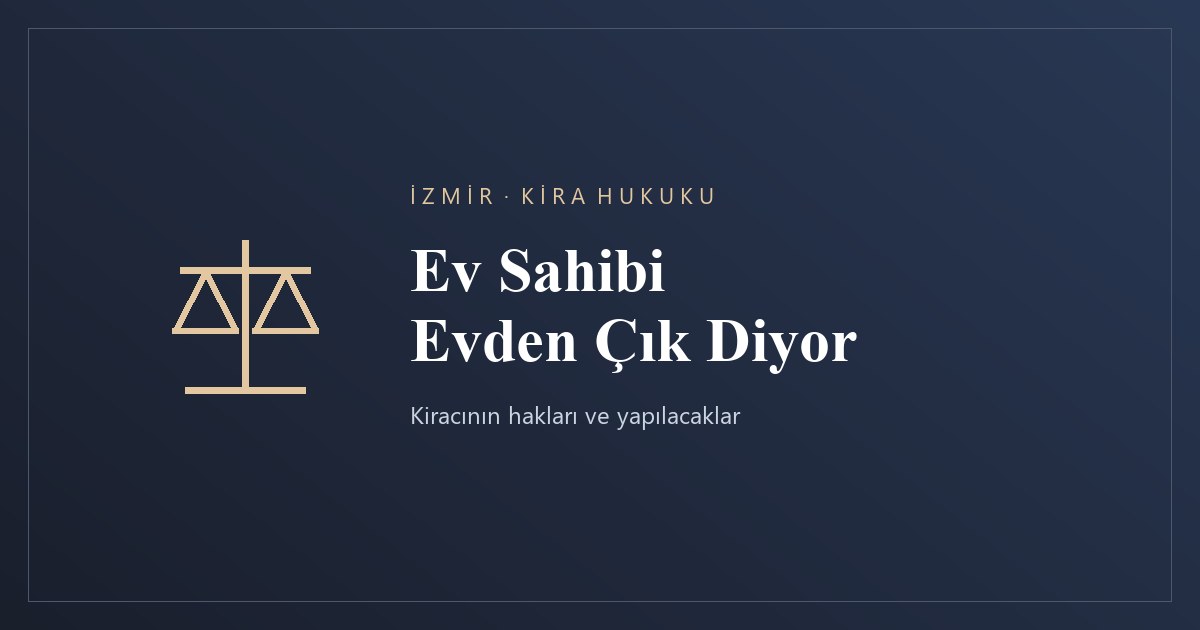 İZMİR · KİRA HUKUKU
Ev Sahibi
Evden Çık Diyor
Kiracının hakları ve yapılacaklar